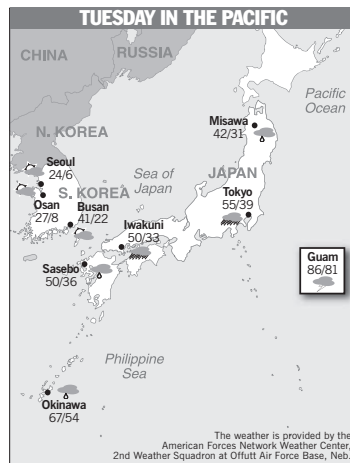 TUESDAY IN THE PACIFIC
CHINA
RUSSIA
Pacific
Ocean
N. KOREA
Misawa
42/31
Seoul
24/6
S. KOREA
Sea of
Japan
JAPAN
Osan
27/8
Busan
41/22
Tokyo
55/39
Iwakuni
50/33
Sasebo
50/36
Guam
86/81
Philippine
Sea
Okinawa
67/54
The weather is provided by the
American Forces Network Weather Center,
2nd Weather Squadron at Offutt Air Force Base, Neb.